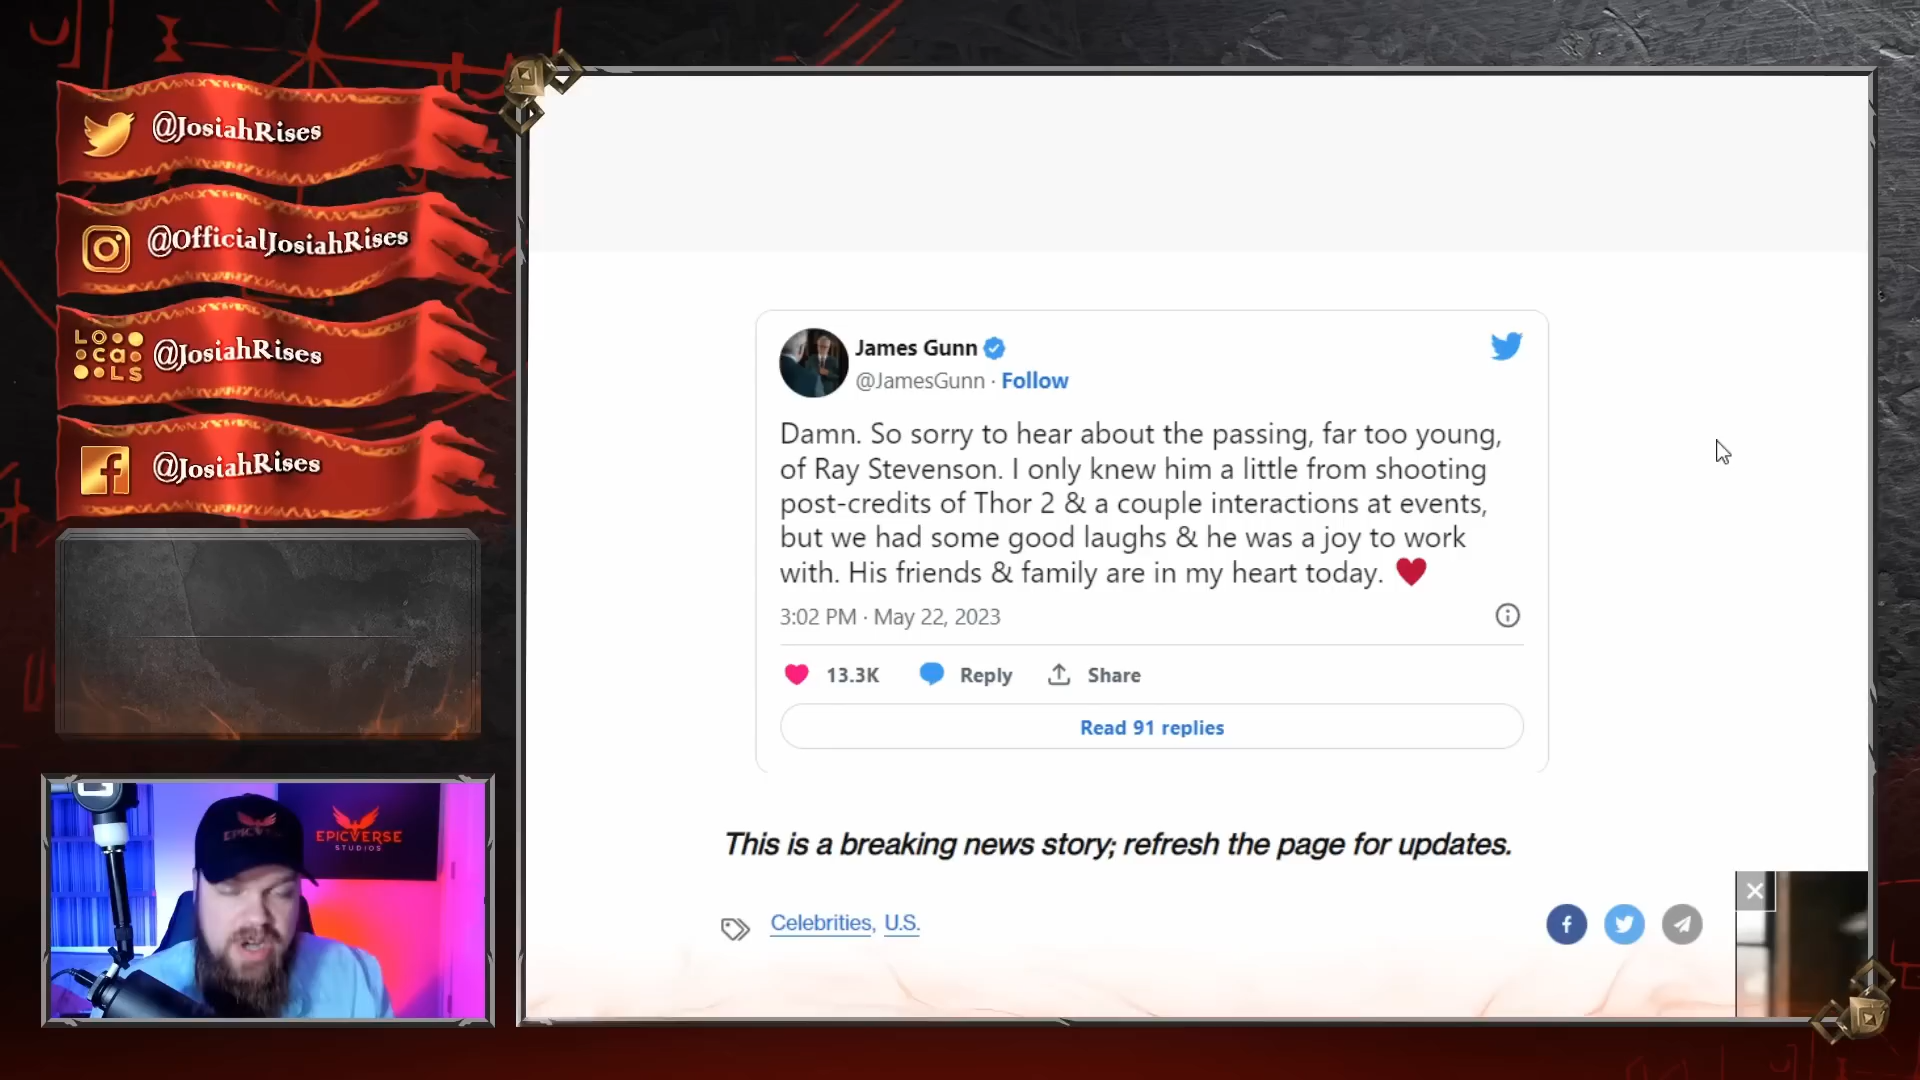 @JosiahRises
@OfficialJosiahRises
LO
ca
LS
@JosiahRises
@JosiahRises
James Gunn
@JamesGunn · Follow
Damn. So sorry to hear about the passing, far too young,
of Ray Stevenson. I only knew him a little from shooting
post-credits of Thor 2 & a couple interactions at events,
but we had some good laughs & he was a joy to work
with. His friends & family are in my heart today. ❤️
3:02 PM · May 22, 2023
13.3K Reply Share
Read 91 replies
This is a breaking news story; refresh the page for updates.
Celebrities, U.S.
EPICVERSE
STUDIOS